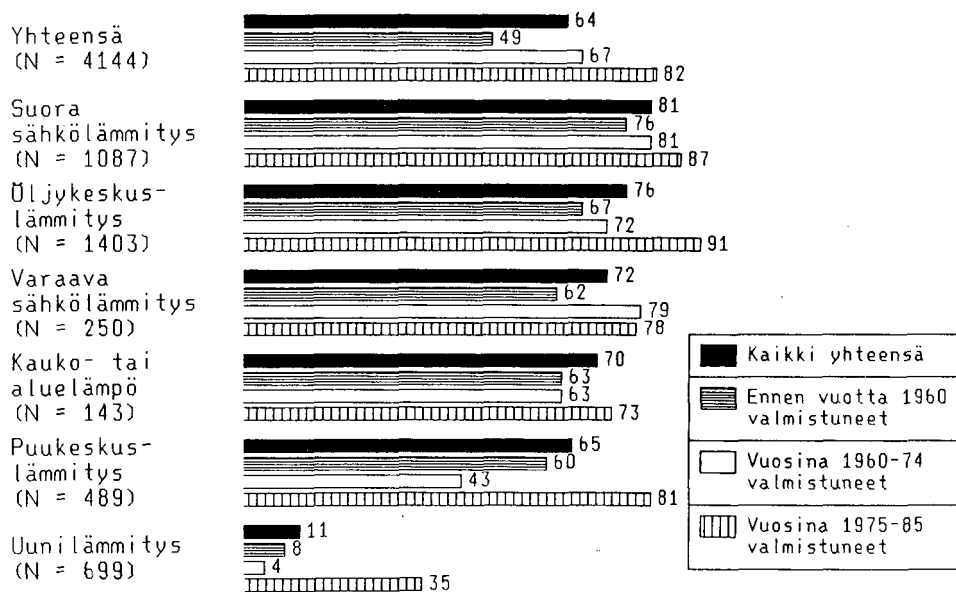 Yhteensä
(N = 4144)
64
49
67
82
Suora
sähkölämmitys
(N = 1087)
81
76
81
87
Öljykeskus-
lämmitys
(N = 1403)
76
67
72
91
Varaava
sähkölämmitys
(N = 250)
72
62
79
78
Kauko- tai
aluelämpö
(N = 143)
70
63
63
73
Puukeskus-
lämmitys
(N = 489)
65
60
43
81
Uunilämmitys
(N = 699)
11
8
4
35
Kaikki yhteensä
Ennen vuotta 1960
valmistuneet
Vuosina 1960-74
valmistuneet
Vuosina 1975-85
valmistuneet